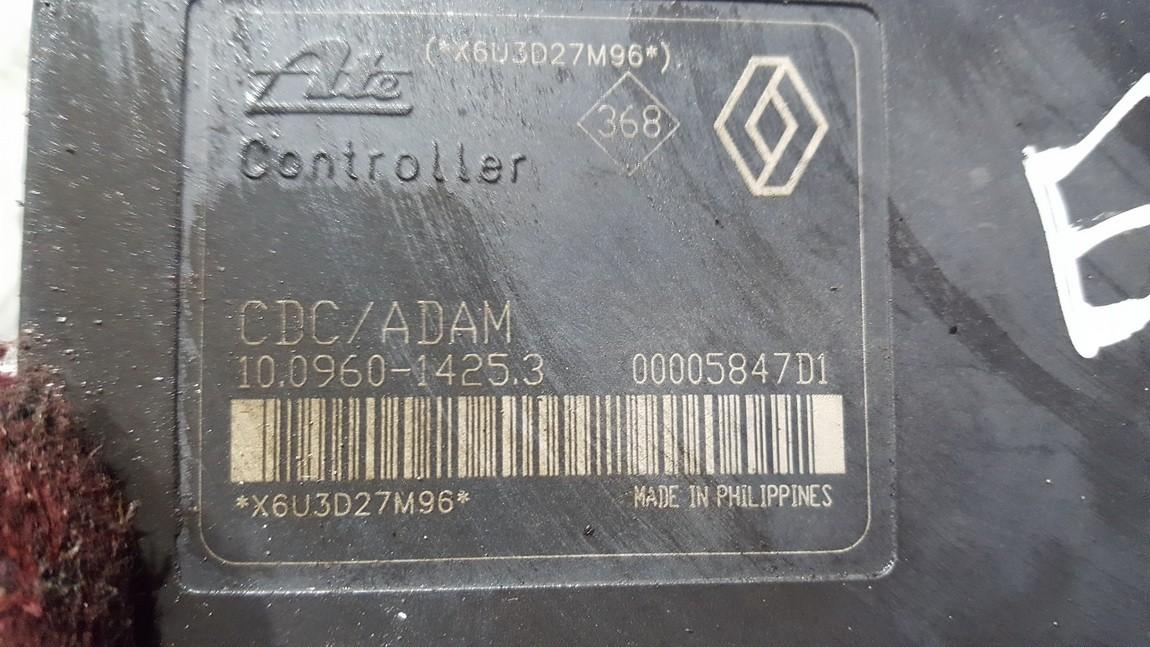 (*X6U3D27M96*)
Ate
368
Controller
CDC/ADAM
10.0960-1425.3 00005847D1
*X6U3D27M96* MADE IN PHILIPPINES